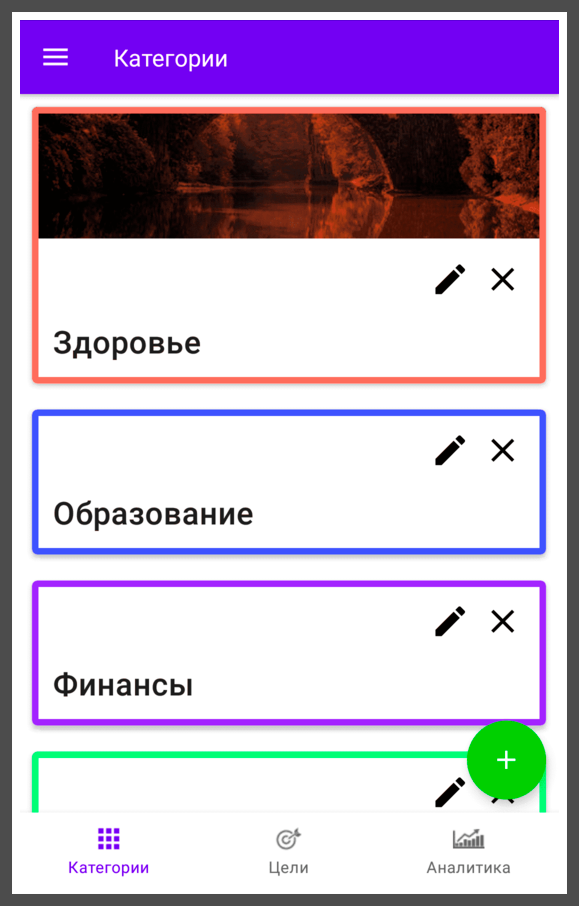 Категории
Здоровье
Образование
Финансы
Категории
Цели
Аналитика